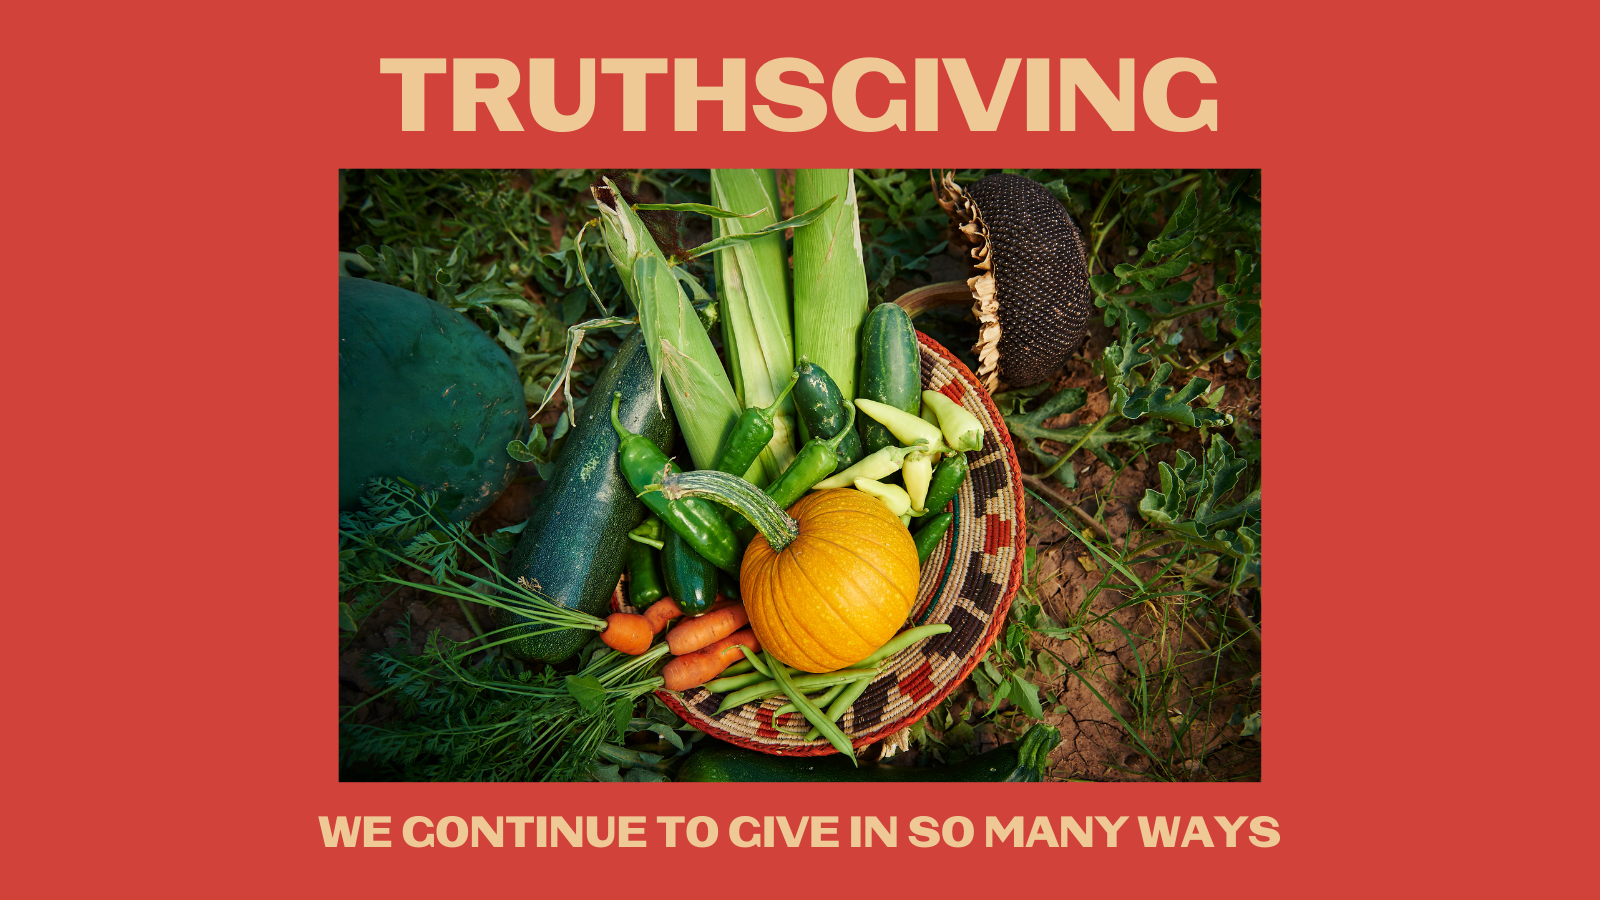 TRUTHSGIVING
WE CONTINUE TO GIVE IN SO MANY WAYS